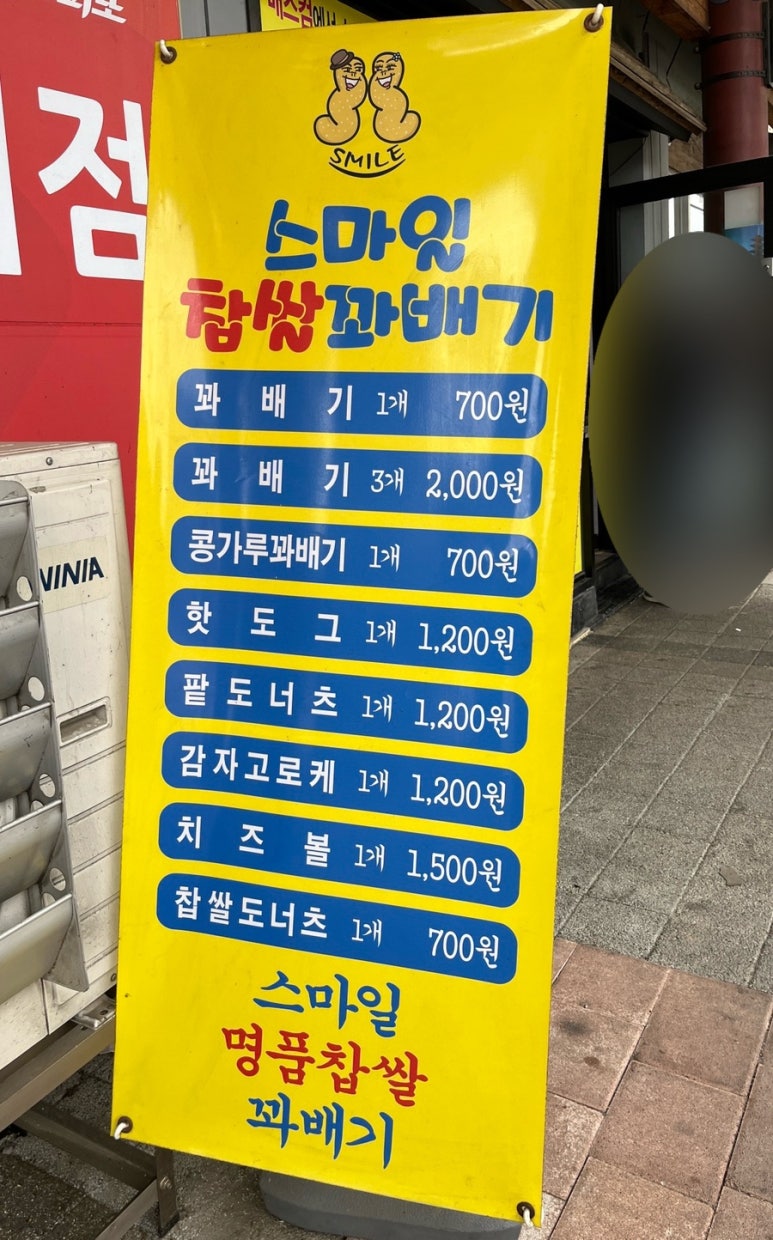 점
SMILE
스마일
찹쌀꽈배기
꽈배기 1개 700원
꽈배기 3개 2,000원
콩가루꽈배기 1개 700원
핫도그 1개 1,200원
팥도너츠 1개 1,200원
감자고로케 1개 1,200원
치즈볼 1개 1,500원
찹쌀도너츠 1개 700원
스마일
명품찹쌀
꽈배기